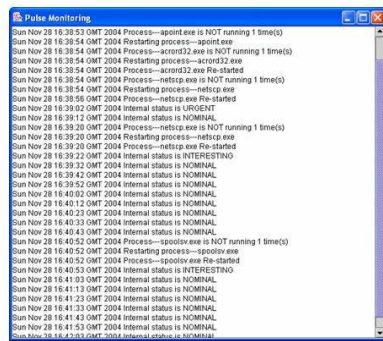 Pulse Monitoring
Sun Nov 28 16:38:53 GMT 2004 Process---apoint.exe is NOT running 1 time(s)
Sun Nov 28 16:38:54 GMT 2004 Restarting process---apoint.exe
Sun Nov 28 16:38:54 GMT 2004 Process---acrord32.exe is NOT running 1 time(s)
Sun Nov 28 16:38:54 GMT 2004 Restarting process---acrord32.exe
Sun Nov 28 16:38:54 GMT 2004 Process---acrord32.exe Re-started
Sun Nov 28 16:38:54 GMT 2004 Process---netscp.exe is NOT running 1 time(s)
Sun Nov 28 16:38:54 GMT 2004 Restarting process---netscp.exe
Sun Nov 28 16:38:56 GMT 2004 Process---netscp.exe Re-started
Sun Nov 28 16:39:02 GMT 2004 Internal status is URGENT
Sun Nov 28 16:39:12 GMT 2004 Internal status is NOMINAL
Sun Nov 28 16:39:20 GMT 2004 Process---netscp.exe is NOT running 1 time(s)
Sun Nov 28 16:39:20 GMT 2004 Restarting process---netscp.exe
Sun Nov 28 16:39:22 GMT 2004 Internal status is INTERESTING
Sun Nov 28 16:39:32 GMT 2004 Internal status is NOMINAL
Sun Nov 28 16:39:42 GMT 2004 Internal status is NOMINAL
Sun Nov 28 16:39:52 GMT 2004 Internal status is NOMINAL
Sun Nov 28 16:40:02 GMT 2004 Internal status is NOMINAL
Sun Nov 28 16:40:12 GMT 2004 Internal status is NOMINAL
Sun Nov 28 16:40:23 GMT 2004 Internal status is NOMINAL
Sun Nov 28 16:40:33 GMT 2004 Internal status is NOMINAL
Sun Nov 28 16:40:43 GMT 2004 Internal status is NOMINAL
Sun Nov 28 16:40:52 GMT 2004 Process---spoolsv.exe is NOT running 1 time(s)
Sun Nov 28 16:40:52 GMT 2004 Restarting process---spoolsv.exe
Sun Nov 28 16:40:52 GMT 2004 Process---spoolsv.exe Re-started
Sun Nov 28 16:40:53 GMT 2004 Internal status is INTERESTING
Sun Nov 28 16:41:03 GMT 2004 Internal status is NOMINAL
Sun Nov 28 16:41:13 GMT 2004 Internal status is NOMINAL
Sun Nov 28 16:41:23 GMT 2004 Internal status is NOMINAL
Sun Nov 28 16:41:33 GMT 2004 Internal status is NOMINAL
Sun Nov 28 16:41:43 GMT 2004 Internal status is NOMINAL
Sun Nov 28 16:41:53 GMT 2004 Internal status is NOMINAL
Sun Nov 28 16:42:03 GMT 2004 Internal status is NOMINAL